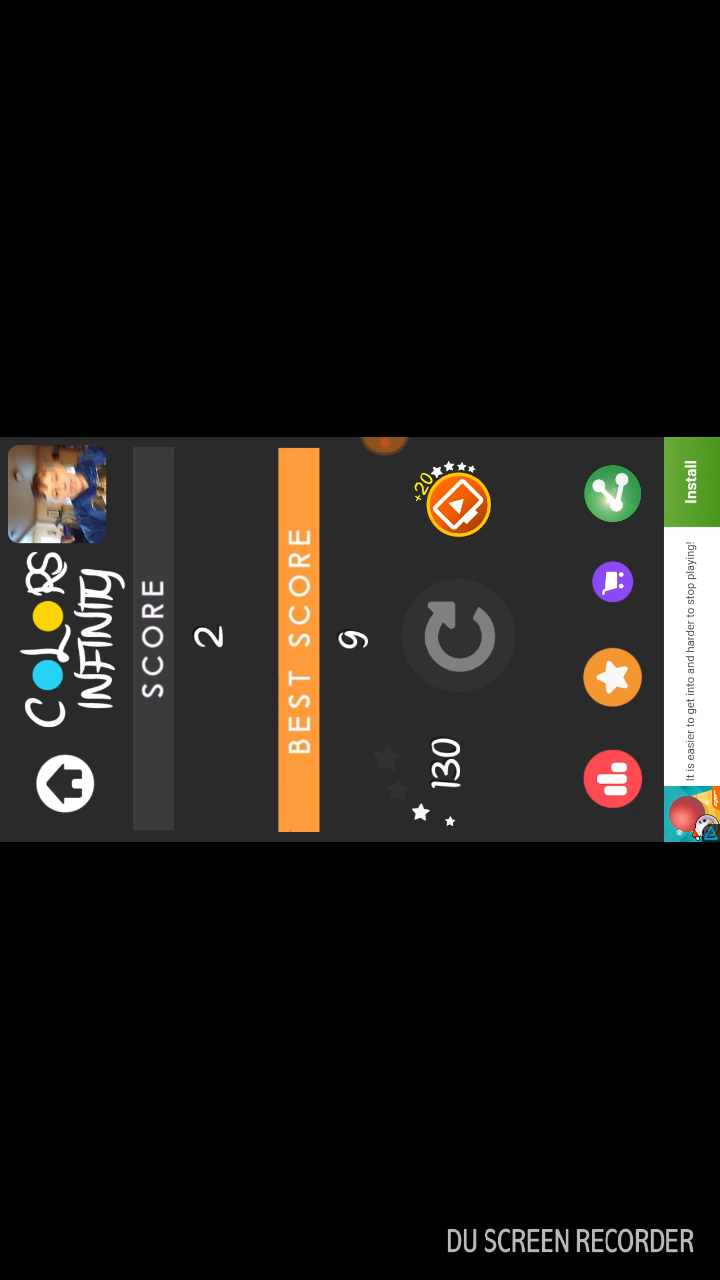 COLORS
INFINITY
SCORE
2
BEST SCORE
9
+20
130
It is easier to get into and harder to stop playing!
Install
DU SCREEN RECORDER